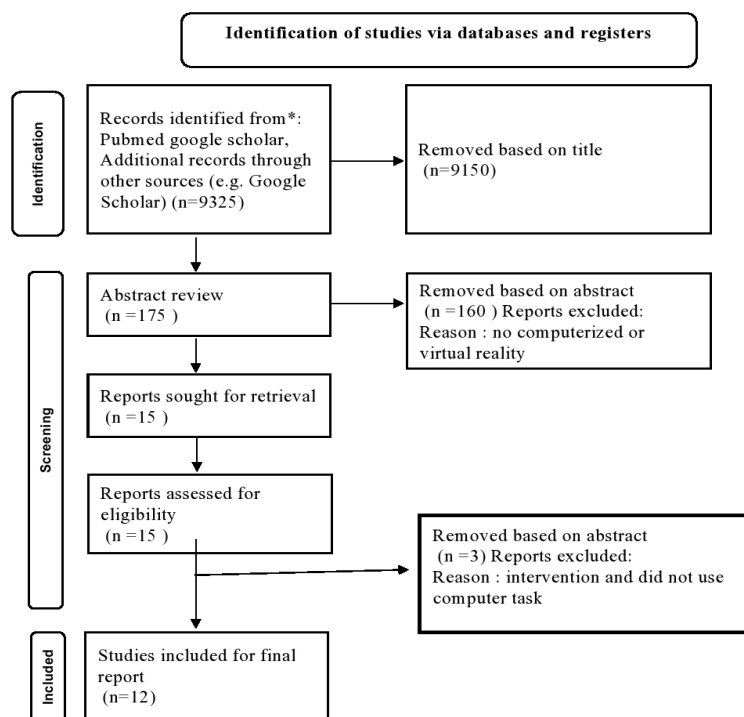 Identification of studies via databases and registers
Identification
Records identified from*:
Pubmed google scholar,
Additional records through
other sources (e.g. Google
Scholar) (n=9325)
Removed based on title
(n=9150)
Screening
Abstract review
(n =175 )
Removed based on abstract
(n =160 ) Reports excluded:
Reason : no computerized or
virtual reality
Reports sought for retrieval
(n =15 )
Reports assessed for
eligibility
(n =15 )
Removed based on abstract
(n =3) Reports excluded:
Reason : intervention and did not use
computer task
Included
Studies included for final
report
(n=12)